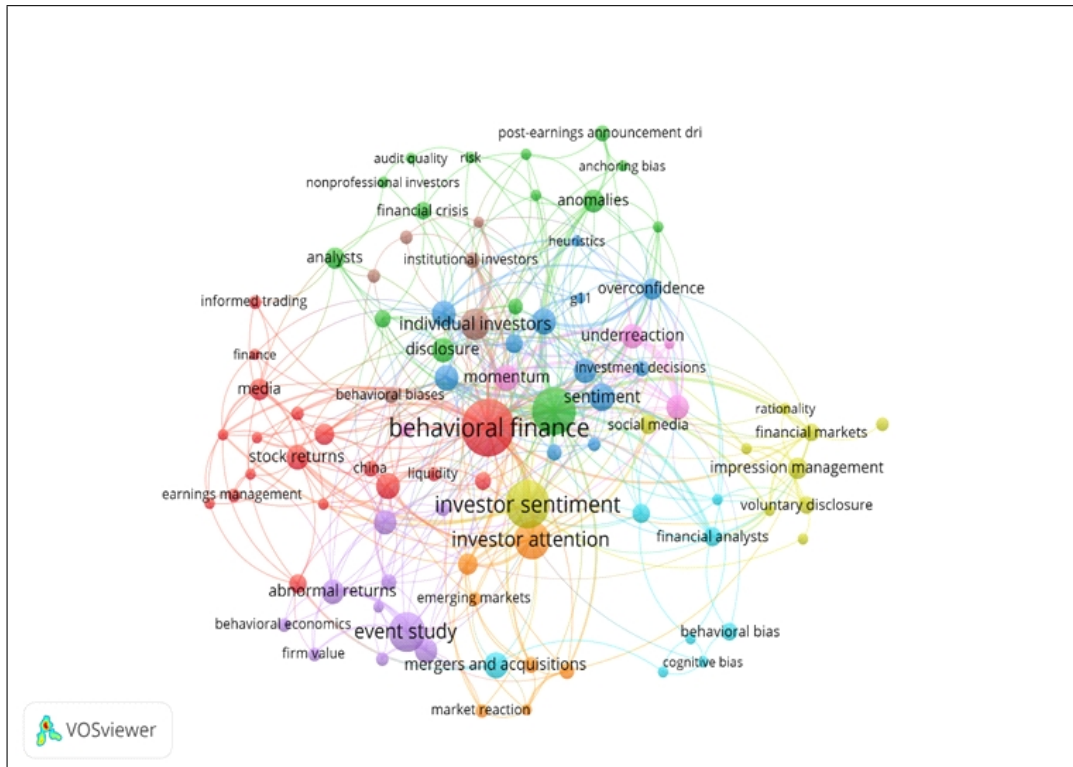 post-earnings announcement dri
audit quality
risk
anchoring bias
nonprofessional investors
anomalies
financial crisis
heuristics
analysts
institutional investors
overconfidence
g11
informed trading
individual investors
underreaction
disclosure
finance
investment decisions
momentum
media
behavioral biases
sentiment
rationality
social media
behavioral finance
financial markets
stock returns
china
liquidity
impression management
earnings management
investor sentiment
voluntary disclosure
investor attention
financial analysts
abnormal returns
emerging markets
behavioral economics
event study
behavioral bias
firm value
mergers and acquisitions
cognitive bias
market reaction
VOSviewer